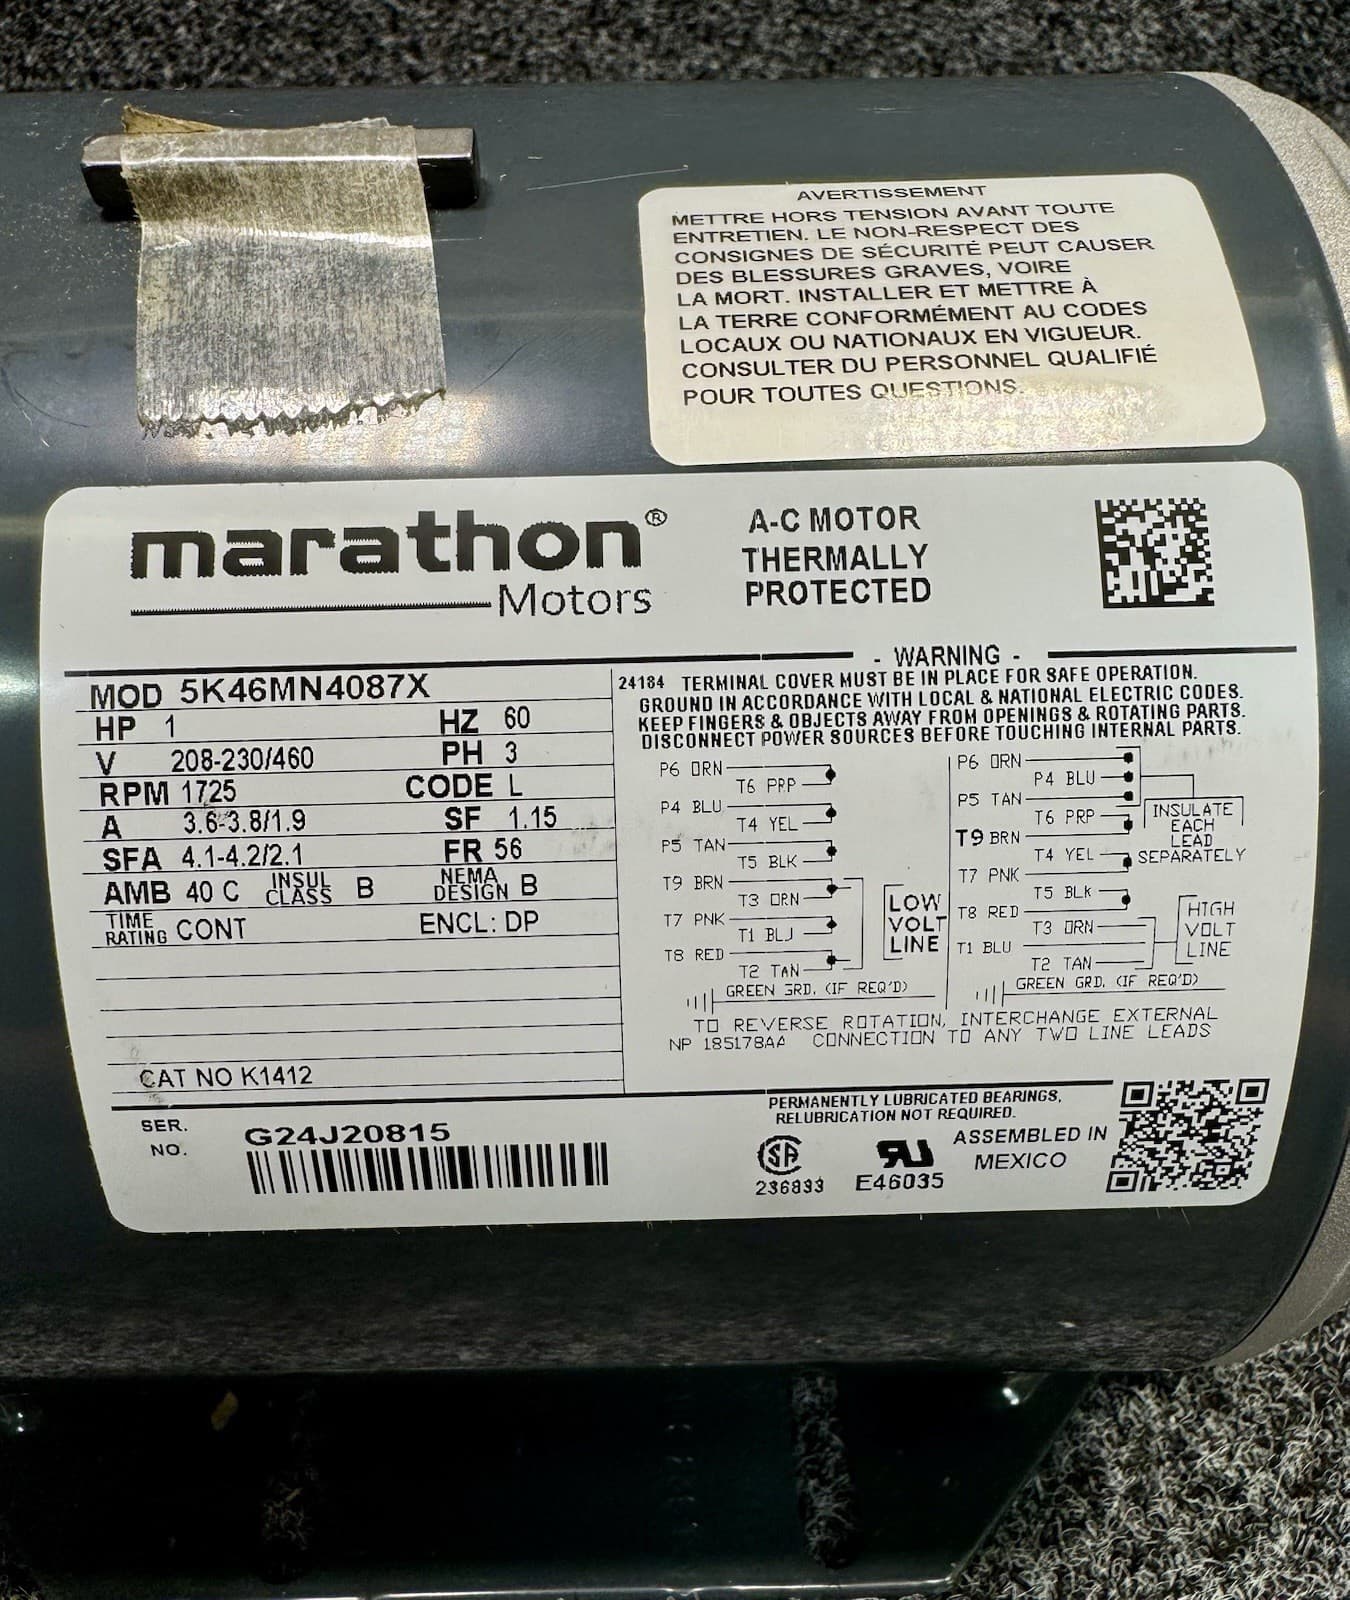 AVERTISSEMENT
METTRE HORS TENSION AVANT TOUTE
ENTRETIEN. LE NON-RESPECT DES
CONSIGNES DE SÉCURITÉ PEUT CAUSER
DES BLESSURES GRAVES, VOIRE
LA MORT. INSTALLER ET METTRE À
LA TERRE CONFORMÉMENT AU CODES
LOCAUX OU NATIONAUX EN VIGUEUR.
CONSULTER DU PERSONNEL QUALIFIÉ
POUR TOUTES QUESTIONS.
marathon®
Motors
A-C MOTOR
THERMALLY
PROTECTED
MOD 5K46MN4087X
HP 1 HZ 60
V 208-230/460 PH 3
RPM 1725 CODE L
A 3.6-3.8/1.9 SF 1.15
SFA 4.1-4.2/2.1 FR 56
AMB 40 C INSUL CLASS B NEMA DESIGN B
TIME RATING CONT ENCL: DP
CAT NO K1412
- WARNING -
24184 TERMINAL COVER MUST BE IN PLACE FOR SAFE OPERATION.
GROUND IN ACCORDANCE WITH LOCAL & NATIONAL ELECTRIC CODES.
KEEP FINGERS & OBJECTS AWAY FROM OPENINGS & ROTATING PARTS.
DISCONNECT POWER SOURCES BEFORE TOUCHING INTERNAL PARTS.
P6 ORN
T6 PRP
P4 BLU
T4 YEL
P5 TAN
T5 BLK
T9 BRN
T3 ORN
T7 PNK
T1 BLU
T8 RED
T2 TAN
LOW
VOLT
LINE
GREEN GRD. (IF REQ'D)
P6 ORN
P4 BLU
P5 TAN
T6 PRP
T9 BRN
T4 YEL
T7 PNK
T5 BLK
T8 RED
T3 ORN
T1 BLU
T2 TAN
INSULATE
EACH
LEAD
SEPARATELY
HIGH
VOLT
LINE
GREEN GRD. (IF REQ'D)
TO REVERSE ROTATION, INTERCHANGE EXTERNAL
NP 185178AA CONNECTION TO ANY TWO LINE LEADS
SER.
NO.
G24J20815
PERMANENTLY LUBRICATED BEARINGS,
RELUBRICATION NOT REQUIRED.
SA
236833
RU
E46035
ASSEMBLED IN
MEXICO